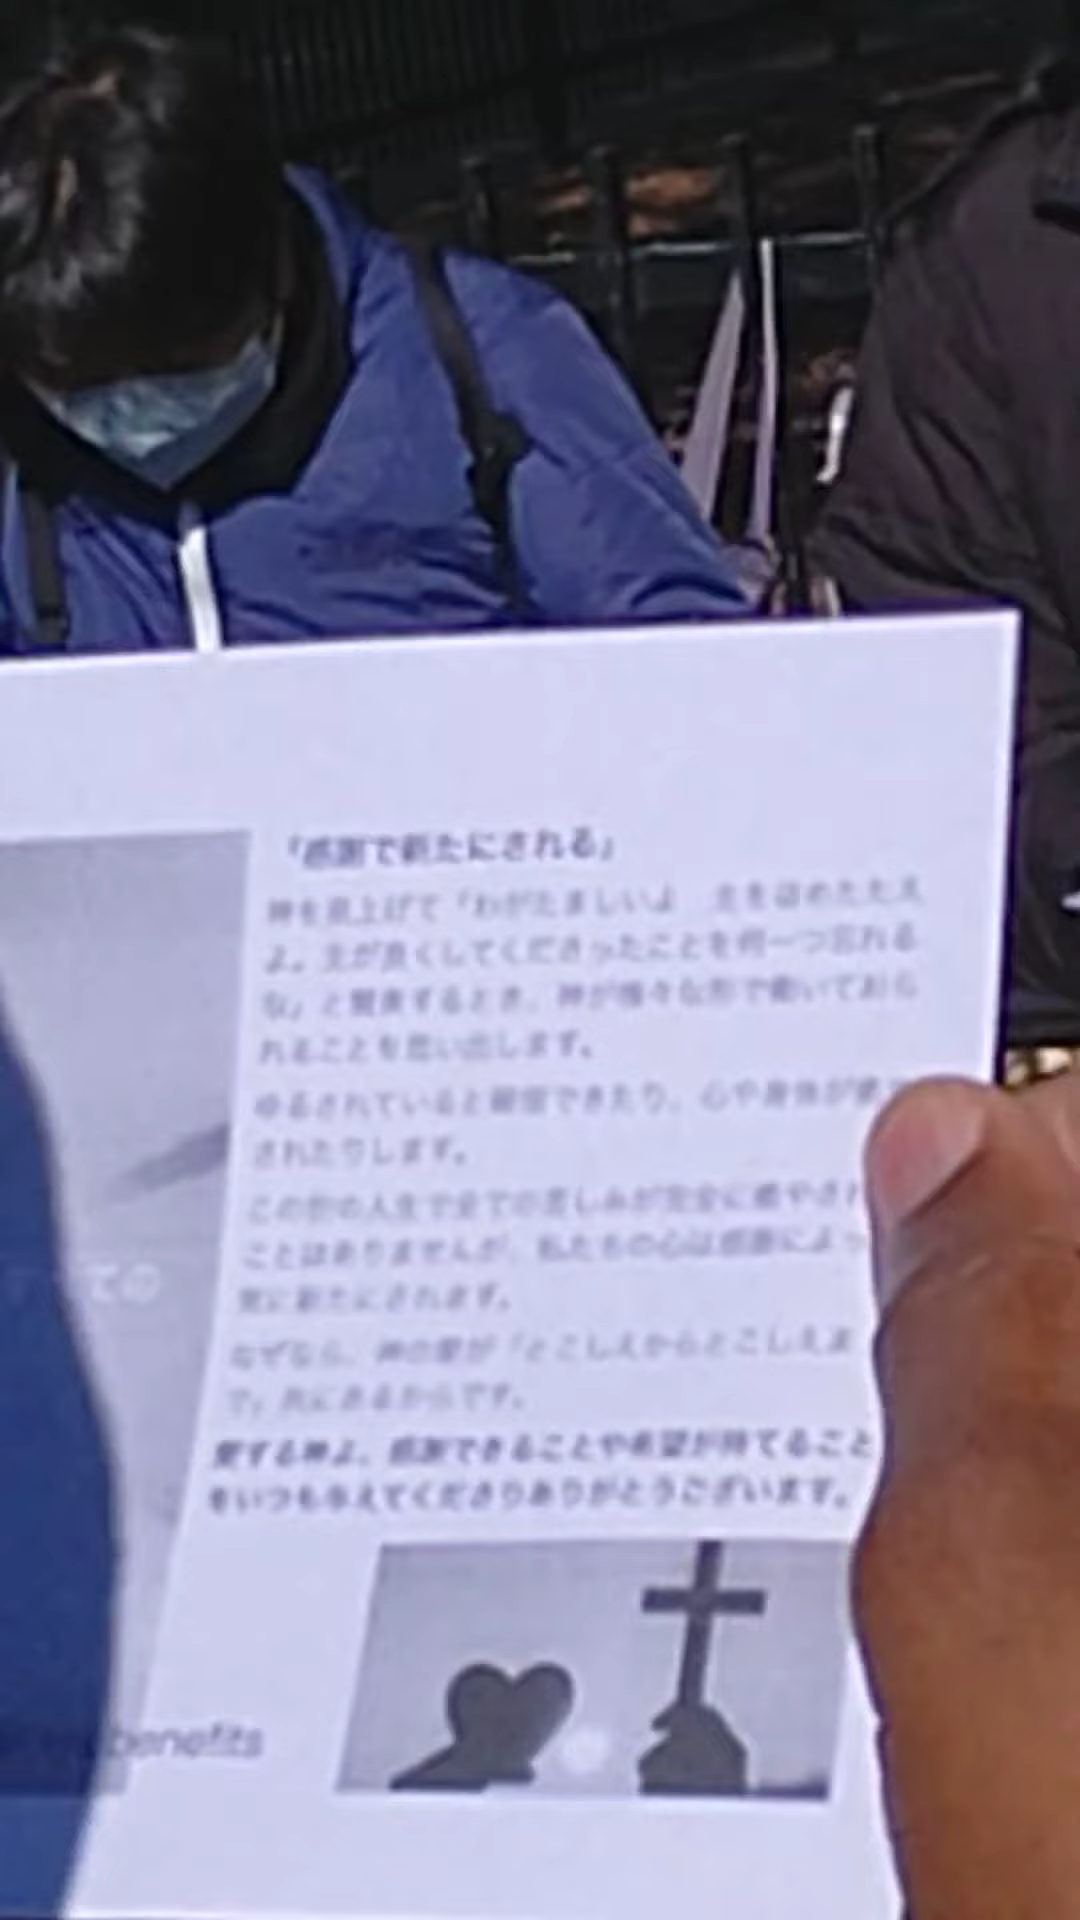 「感謝で新たにされる」
神を見上げて「わがたましいよ　主をほめたたえ
よ。主が良くしてくださったことを何一つ忘れる
な」と賛美するとき、神が様々な形で働いておら
れることを思い出します。
ゆるされていると確信できたり、心や身体が
されたりします。
この世の人生で全ての苦しみが完全に癒やされ
ことはありませんが、私たちの心は感謝によっ
常に新たにされます。
なぜなら、神の愛が「とこしえからとこしえま
で」共にあるからです。
愛する神よ、感謝できることや希望が持てること
をいつも与えてくださりありがとうございます。
ての
benefits